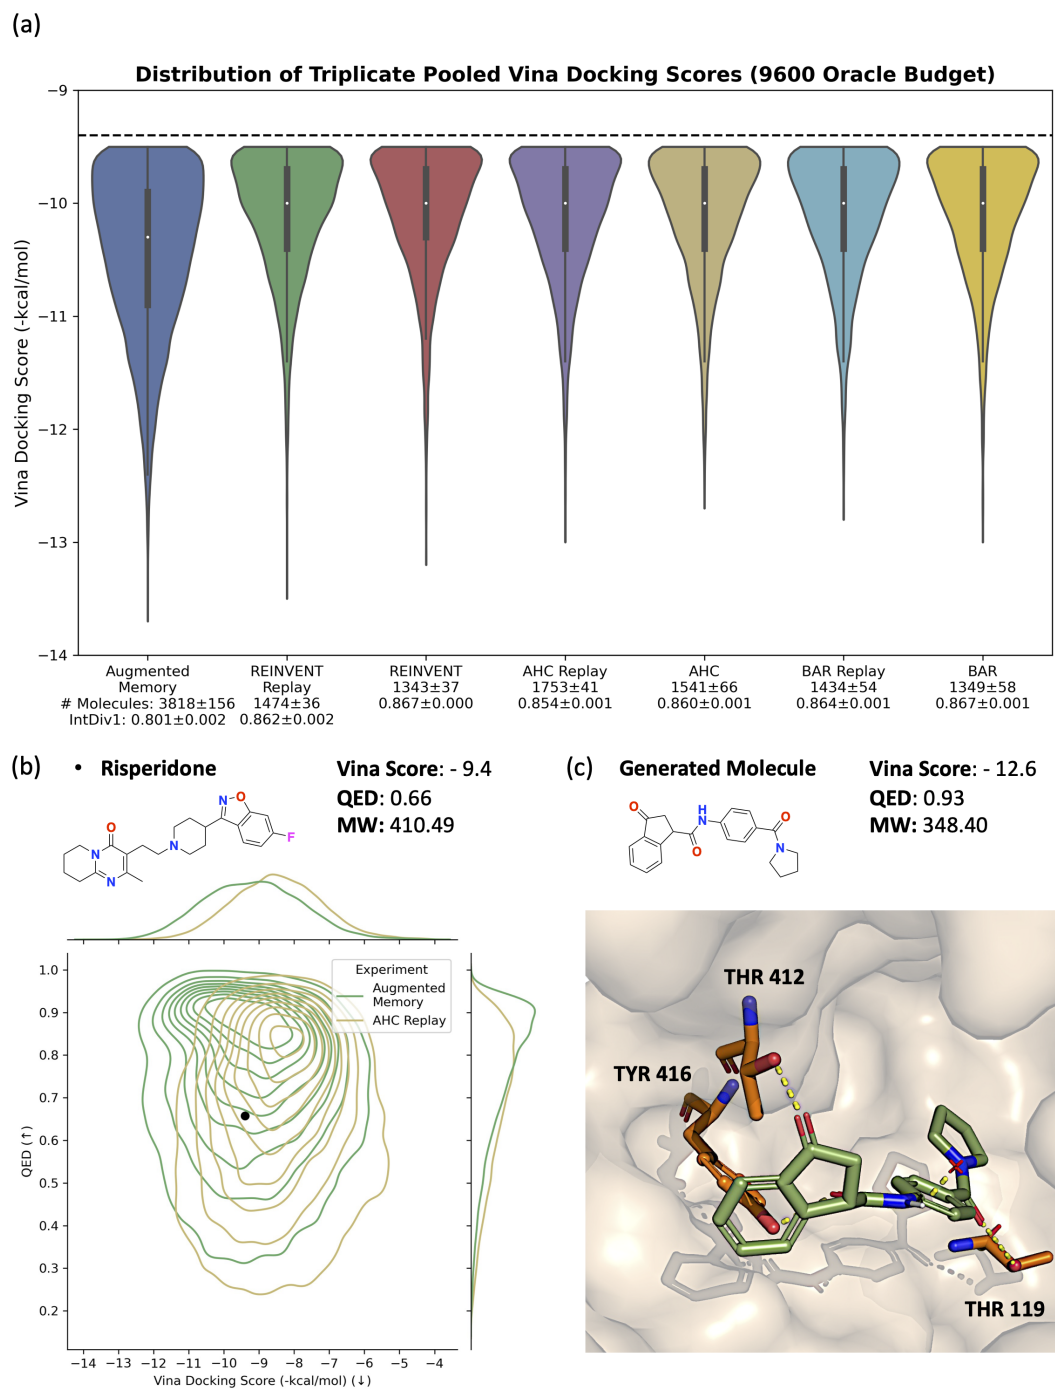 (a)
Distribution of Triplicate Pooled Vina Docking Scores (9600 Oracle Budget)
Vina Docking Score (-kcal/mol)
−9
−10
−11
−12
−13
−14
Augmented
Memory
# Molecules: 3818±156
IntDiv1: 0.801±0.002
REINVENT
Replay
1474±36
0.862±0.002
REINVENT
1343±37
0.867±0.000
AHC Replay
1753±41
0.854±0.001
AHC
1541±66
0.860±0.001
BAR Replay
1434±54
0.864±0.001
BAR
1349±58
0.867±0.001
(b)
• Risperidone
Vina Score: - 9.4
QED: 0.66
MW: 410.49
O
N
N
N
N
O
F
Experiment
Augmented
Memory
AHC Replay
QED (↑)
1.0
0.9
0.8
0.7
0.6
0.5
0.4
0.3
0.2
−14 −13 −12 −11 −10 −9 −8 −7 −6 −5 −4
Vina Docking Score (-kcal/mol) (↓)
(c)
Generated Molecule
Vina Score: - 12.6
QED: 0.93
MW: 348.40
O
H
N
O
O
N
THR 412
TYR 416
THR 119